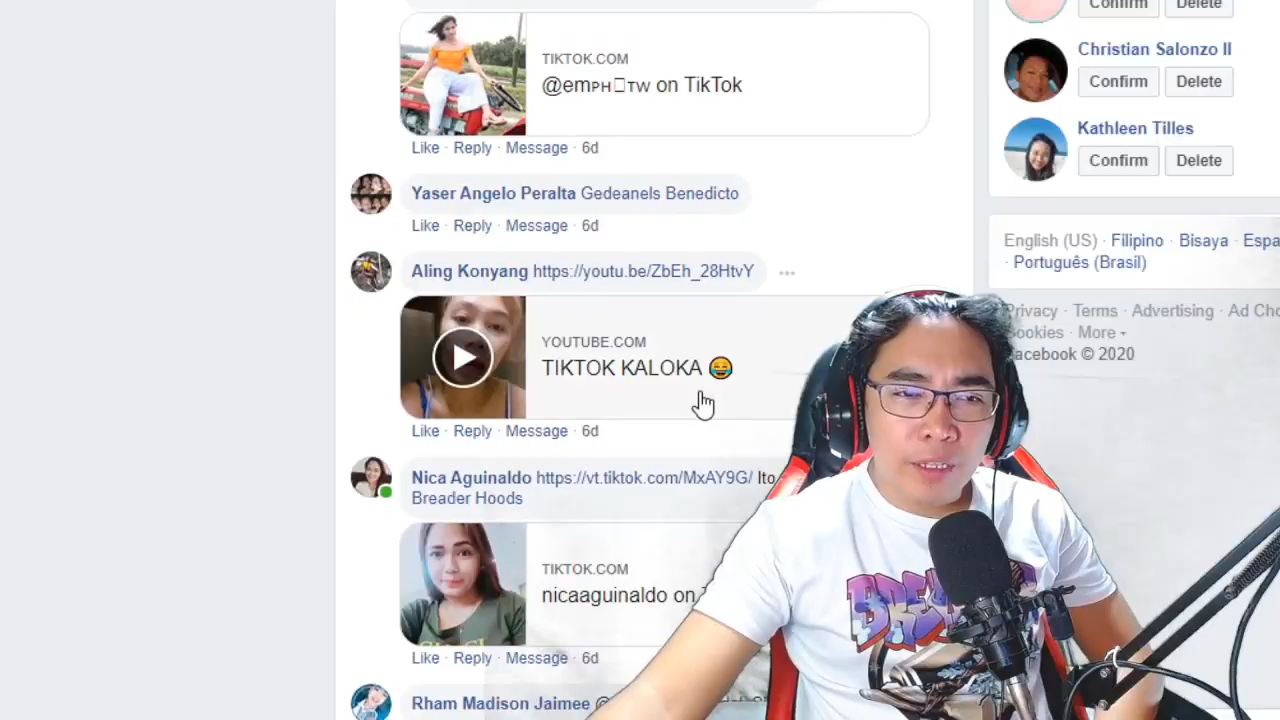 Confirm Delete
TIKTOK.COM
@emPH▯TW on TikTok
Like · Reply · Message · 6d
Christian Salonzo II
Confirm Delete
Kathleen Tilles
Confirm Delete
Yaser Angelo Peralta Gedeanels Benedicto
Like · Reply · Message · 6d
English (US) · Filipino · Bisaya ·
· Português (Brasil)
Aling Konyang https://youtu.be/ZbEh_28HtvY
Privacy · Terms · Advertising · Ad
Cookies · More
Facebook © 2020
YOUTUBE.COM
TIKTOK KALOKA 😂
Like · Reply · Message · 6d
Nica Aguinaldo https://vt.tiktok.com/MxAY9G/ Ito
Breader Hoods
TIKTOK.COM
nicaaguinaldo on
Like · Reply · Message · 6d
Rham Madison Jaimee